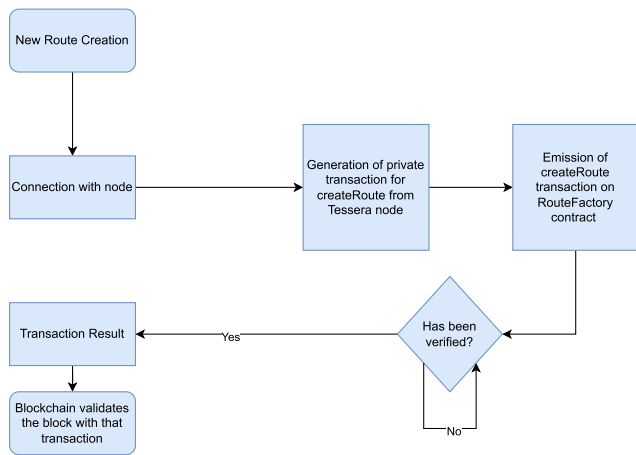 New Route Creation
Connection with node
Generation of private
transaction for
createRoute from
Tessera node
Emission of
createRoute
transaction on
RouteFactory
contract
Has been
verified?
No
Yes
Transaction Result
Blockchain validates
the block with that
transaction